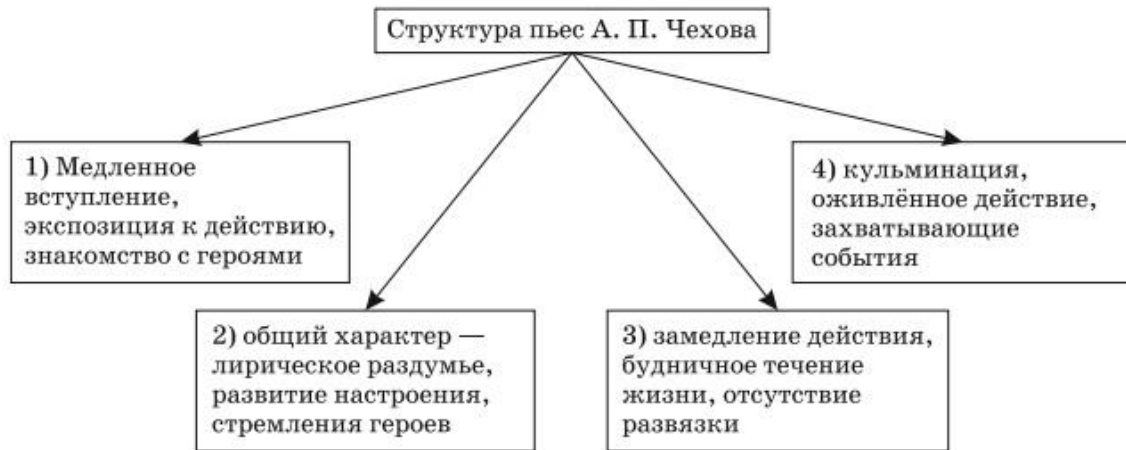 Структура пьес А. П. Чехова
1) Медленное
вступление,
экспозиция к действию,
знакомство с героями
2) общий характер —
лирическое раздумье,
развитие настроения,
стремления героев
3) замедление действия,
будничное течение
жизни, отсутствие
развязки
4) кульминация,
оживлённое действие,
захватывающие
события